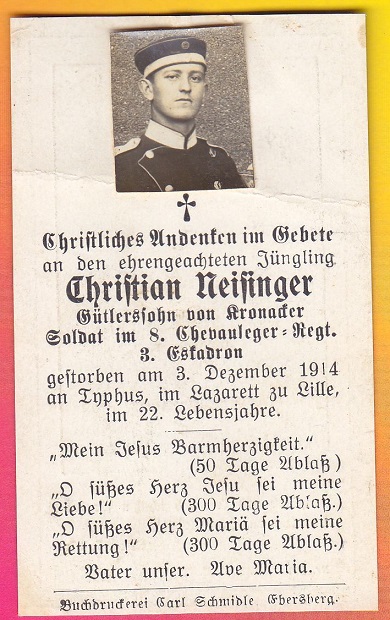 Christliches Andenken im Gebete
an den ehrengeachteten Jüngling
Christian Neisinger
Gütlerssohn von Kronacker
Soldat im 8. Chevauleger-Regt.
3. Eskadron
gestorben am 3. Dezember 1914
an Typhus, im Lazarett zu Lille,
im 22. Lebensjahre.
„Mein Jesus Barmherzigkeit."
(50 Tage Ablaß)
„O süßes Herz Jesu sei meine
Liebe!" (300 Tage Ablaß.)
„O süßes Herz Mariä sei meine
Rettung!" (300 Tage Ablaß.)
Vater unser. Ave Maria.
Buchdruckerei Carl Schmidle Ebersberg.